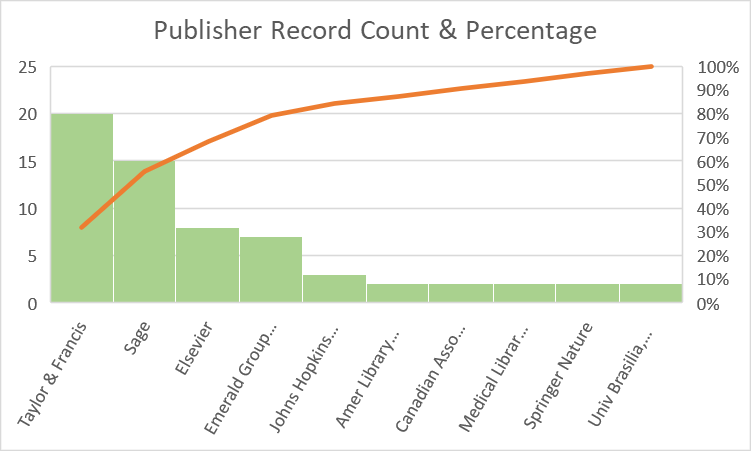 Publisher Record Count & Percentage
25
20
15
10
5
0
100%
90%
80%
70%
60%
50%
40%
30%
20%
10%
0%
Taylor & Francis
Sage
Elsevier
Emerald Group...
Johns Hopkins...
Amer Library...
Canadian Asso...
Medical Librar...
Springer Nature
Univ Brasilia,...